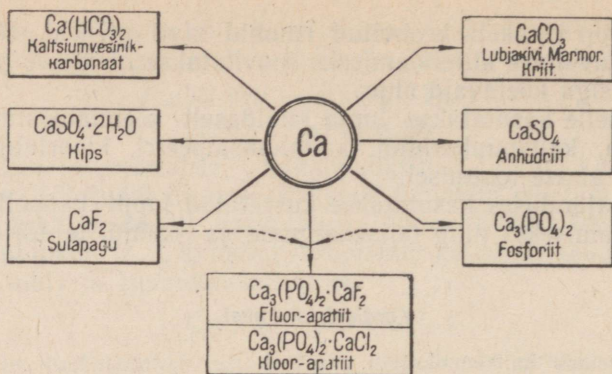 Ca(HCO₃)₂
Kaltsiumvesinik-
karbonaat
CaCO₃
Lubjakivi, Marmor.
Kriit.
CaSO₄·2H₂O
Kips
Ca
CaSO₄
Anhüdriit
CaF₂
Sulapagu
Ca₃(PO₄)₂
Fosforiit
Ca₃(PO₄)₂·CaF₂
Fluor-apatiit
Ca₃(PO₄)₂·CaCl₂
Kloor-apatiit